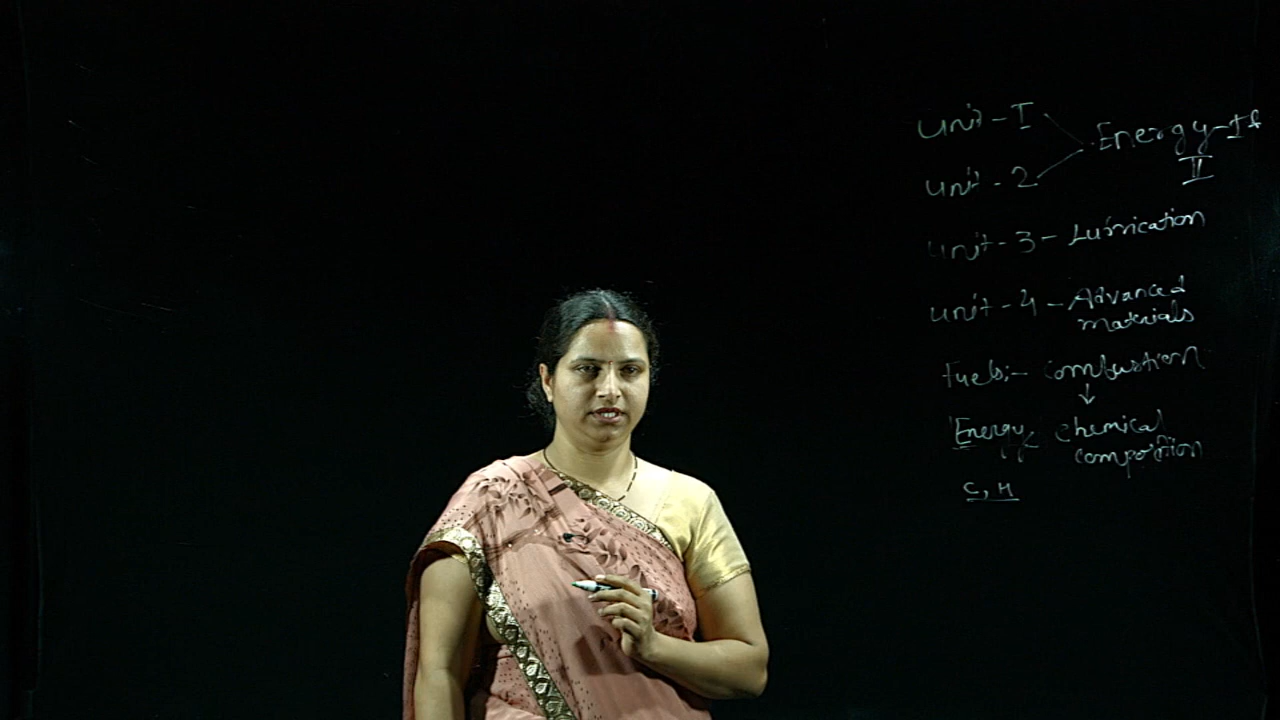 Unit - I
Energy - I &
II
Unit - 2
Unit - 3 - Lubrication
Unit - 4 - Advanced
materials
Fuels:- Combustion
↓
Energy chemical
composition
C, H